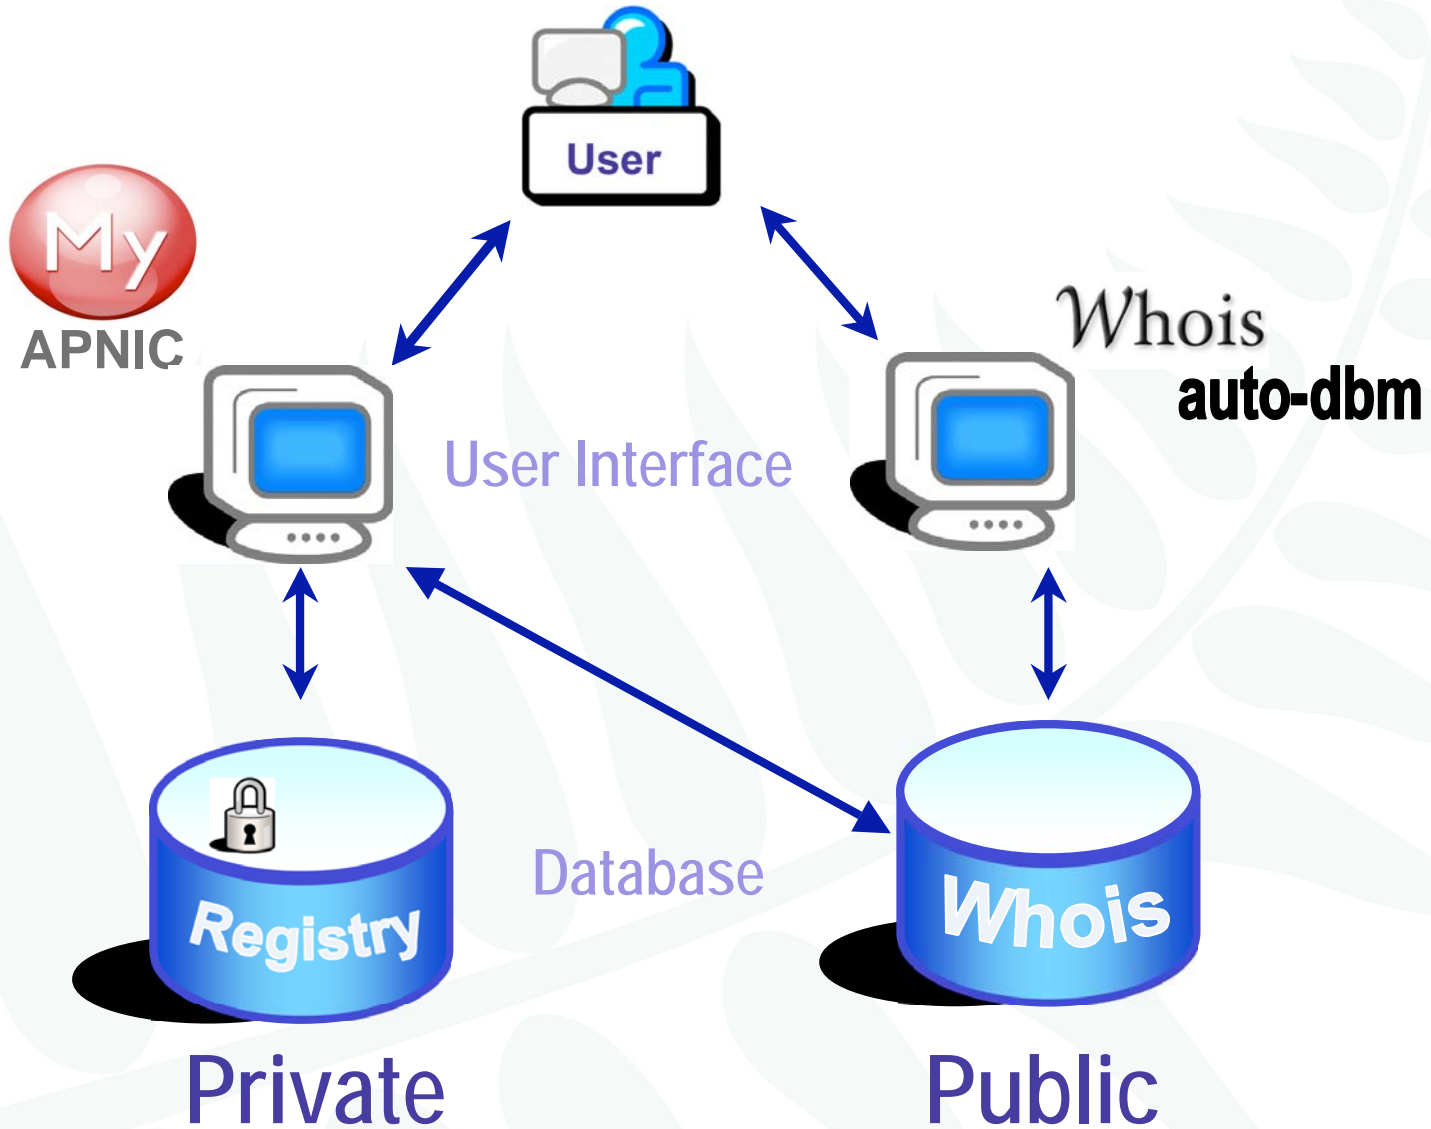 User
My
APNIC
Whois
auto-dbm
User Interface
Database
Registry
Whois
Private
Public